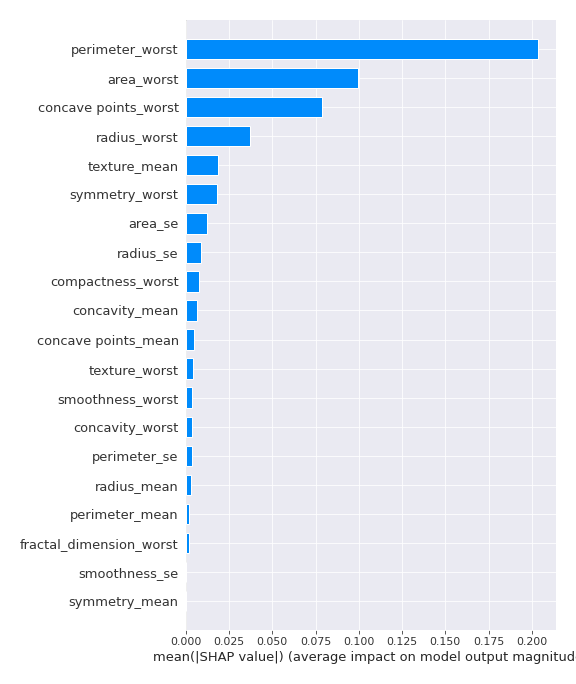 perimeter_worst
area_worst
concave points_worst
radius_worst
texture_mean
symmetry_worst
area_se
radius_se
compactness_worst
concavity_mean
concave points_mean
texture_worst
smoothness_worst
concavity_worst
perimeter_se
radius_mean
perimeter_mean
fractal_dimension_worst
smoothness_se
symmetry_mean
0.000 0.025 0.050 0.075 0.100 0.125 0.150 0.175 0.200
mean(|SHAP value|) (average impact on model output magnitud